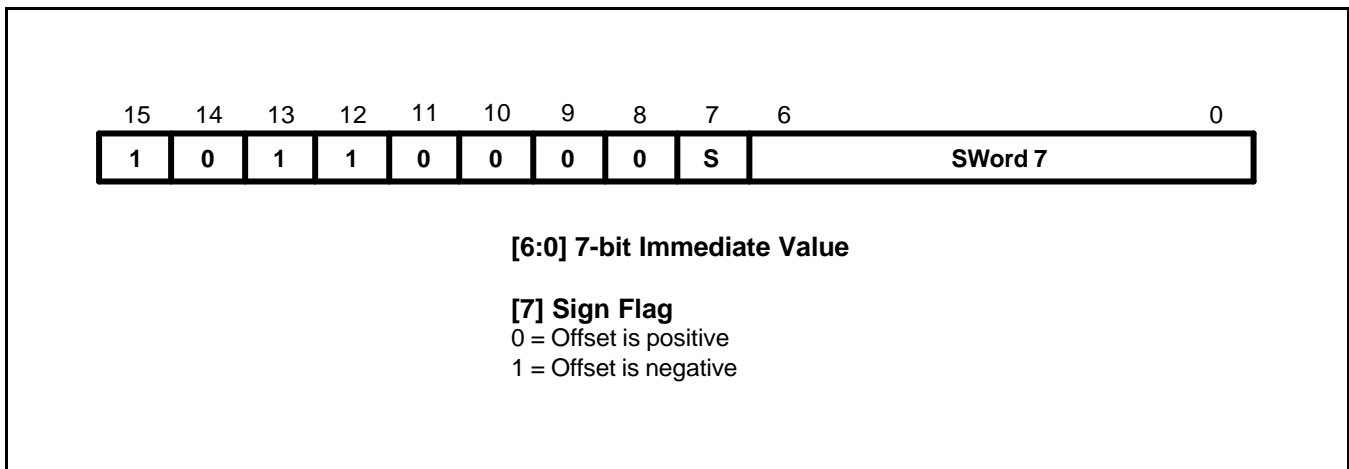 15 14 13 12 11 10 9 8 7 6 0
1 0 1 1 0 0 0 0 S SWord 7
[6:0] 7-bit Immediate Value
[7] Sign Flag
0 = Offset is positive
1 = Offset is negative